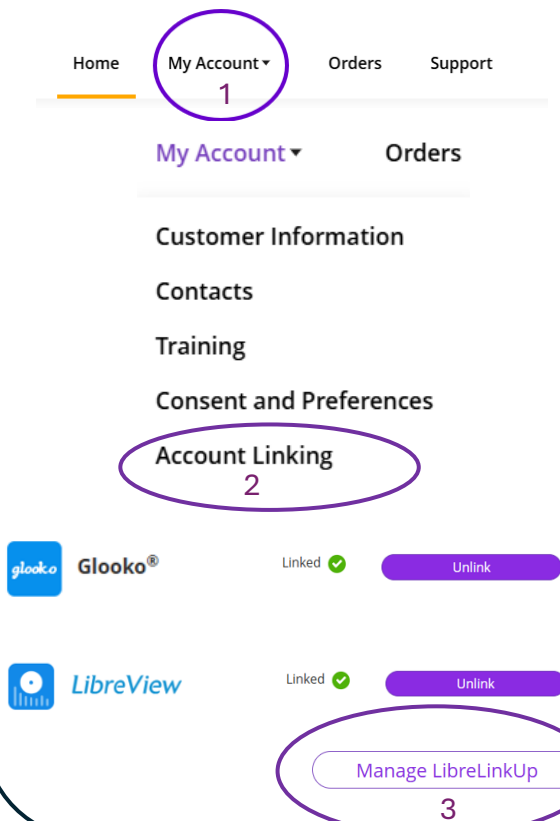 Home My Account Orders Support
1
My Account Orders
Customer Information
Contacts
Training
Consent and Preferences
Account Linking
2
glooko Glooko® Linked Unlink
LibreView Linked Unlink
Manage LibreLinkUp
3